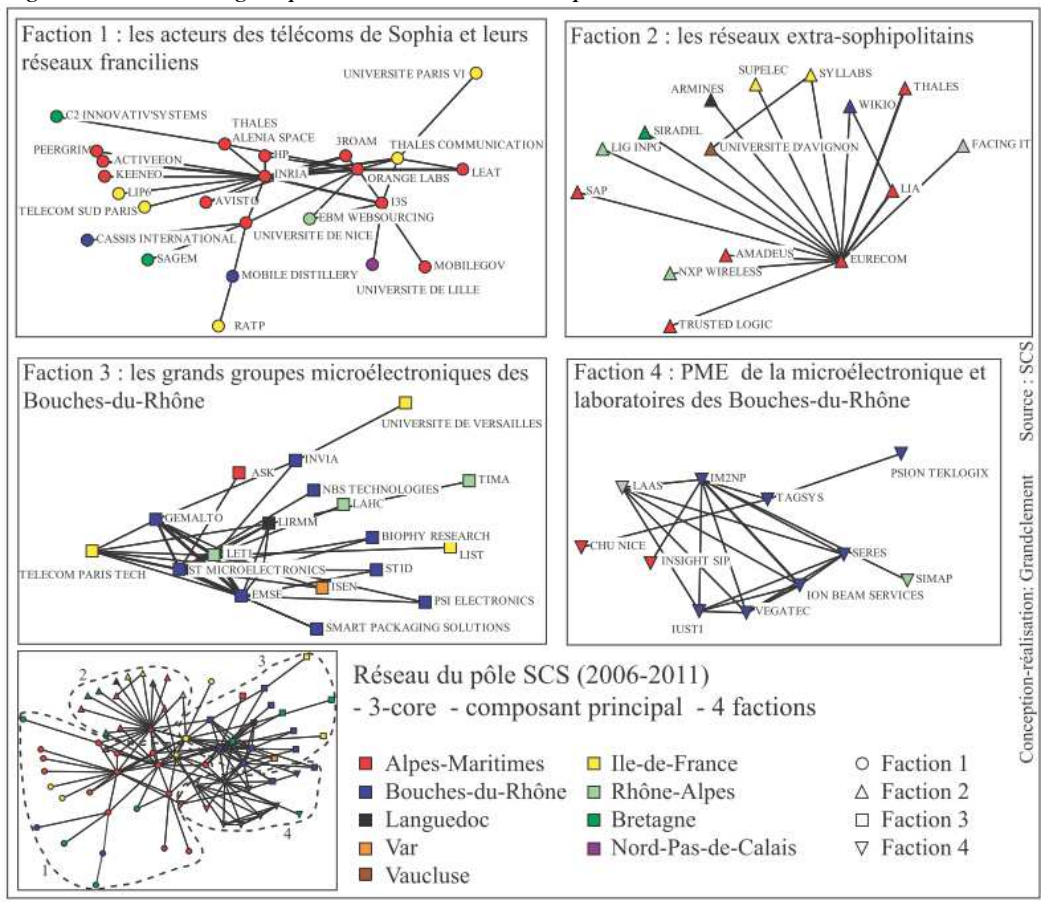 Faction 1 : les acteurs des télécoms de Sophia et leurs
réseaux franciliens
UNIVERSITE PARIS VI
C2 INNOVATIV'SYSTEMS
THALES
ALENIA SPACE
3ROAM
THALES COMMUNICATION
PEERGRIM
HP
ACTIVEEON
KEENEO
INRIA
ORANGE LABS
LEAT
LIP6
AVISTO
I3S
TELECOM SUD PARIS
EBM WEBSOURCING
CASSIS INTERNATIONAL
UNIVERSITE DE NICE
SAGEM
MOBILE DISTILLERY
MOBILEGOV
UNIVERSITE DE LILLE
RATP
Faction 2 : les réseaux extra-sophipolitains
SUPELEC
SYLLABS
ARMINES
THALES
WIKIO
SIRADEL
LIG INPG
UNIVERSITE D'AVIGNON
FACING IT
SAP
LIA
AMADEUS
EURECOM
NXP WIRELESS
TRUSTED LOGIC
Faction 3 : les grands groupes microélectroniques des
Bouches-du-Rhône
UNIVERSITE DE VERSAILLES
INVIA
ASK
TIMA
NBS TECHNOLOGIES
LAHC
GEMALTO
LIRMM
BIOPHY RESEARCH
LETI
LIST
TELECOM PARIS TECH
ST MICROELECTRONICS
STID
ISEN
EMSE
PSI ELECTRONICS
SMART PACKAGING SOLUTIONS
Faction 4 : PME de la microélectronique et
laboratoires des Bouches-du-Rhône
PSION TEKLOGIX
LAAS
IM2NP
TAGSYS
CHU NICE
INSIGHT SIP
SERES
SIMAP
ION BEAM SERVICES
VEGATEC
IUSTI
Conception-réalisation: Grandclement Source : SCS
1
2
3
4
Réseau du pôle SCS (2006-2011)
- 3-core - composant principal - 4 factions
Alpes-Maritimes
Bouches-du-Rhône
Languedoc
Var
Vaucluse
Ile-de-France
Rhône-Alpes
Bretagne
Nord-Pas-de-Calais
Faction 1
Faction 2
Faction 3
Faction 4